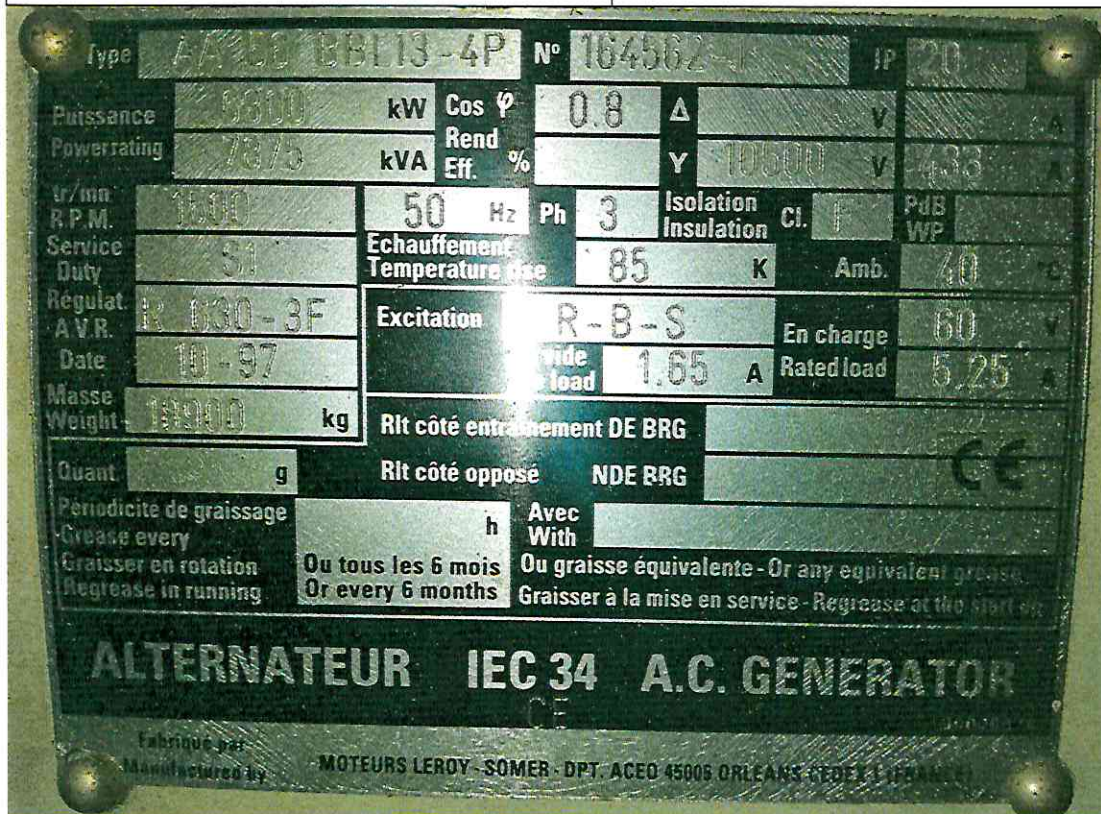 Type AA 50 BBL13-4P N° 164562-1 IP 20
Puissance 6300 kW Cos φ 0.8 Δ V A
Powerrating 7875 kVA Rend Eff. % Y 10500 V 433 A
tr/mn R.P.M. 1500 50 Hz Ph 3 Isolation Insulation Cl. F PdB WP
Service Duty S1 Echauffement Temperature rise 85 K Amb. 40 °C
Régulat. A.V.R. R 630-3F Excitation R-B-S En charge 60
Date 10-97 vide load 1.65 A Rated load 5.25 A
Masse Weight kg Rlt côté entraînement DE BRG
Quant g Rlt côté opposé NDE BRG CE
Périodicité de graissage
Grease every h Avec With
Graisser en rotation Ou tous les 6 mois Ou graisse équivalente - Or any equivalent grease
Regrease in running Or every 6 months Graisser à la mise en service - Regrease at the start
ALTERNATEUR IEC 34 A.C. GENERATOR
CE
Fabriqué par
Manufactured by MOTEURS LEROY-SOMER - DPT. ACEO 45005 ORLEANS CEDEX 1 (FRANCE)